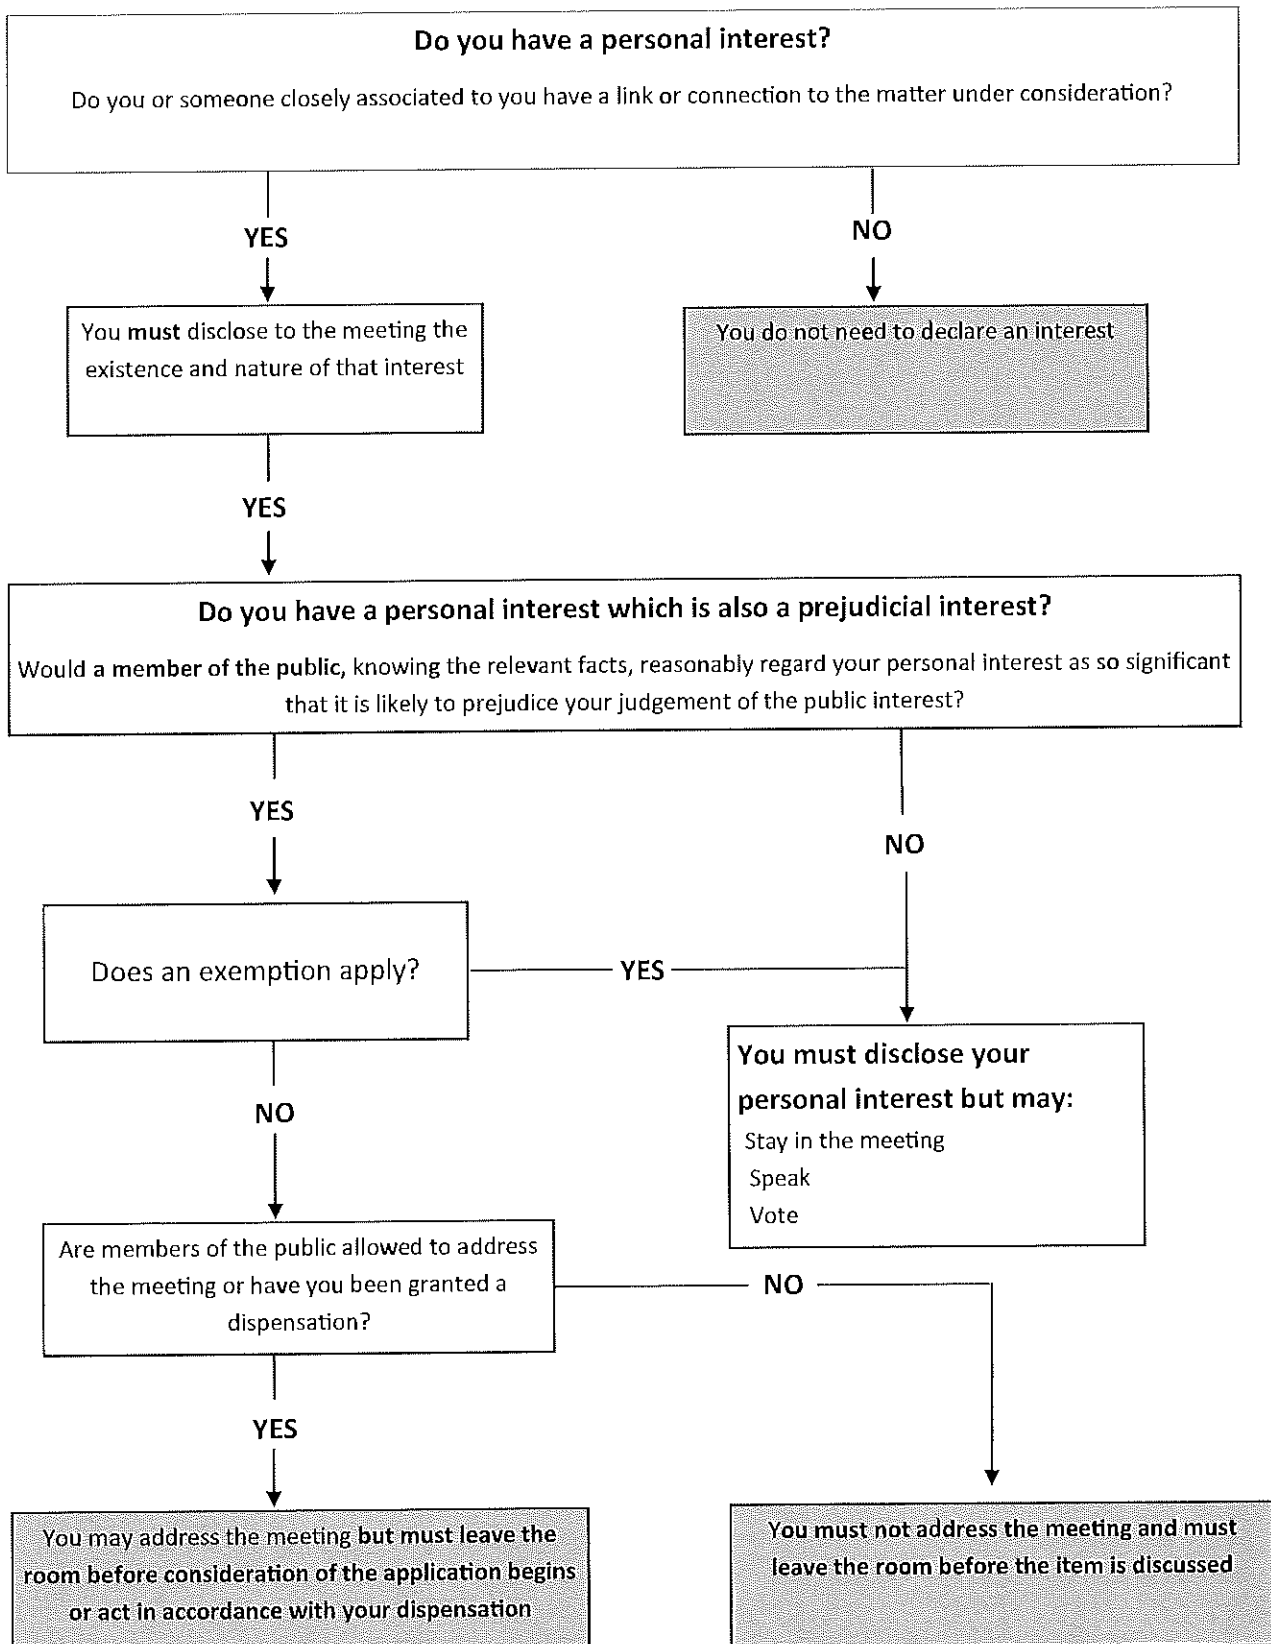 Do you have a personal interest?
Do you or someone closely associated to you have a link or connection to the matter under consideration?
YES
NO
You must disclose to the meeting the
existence and nature of that interest
You do not need to declare an interest
YES
Do you have a personal interest which is also a prejudicial interest?
Would a member of the public, knowing the relevant facts, reasonably regard your personal interest as so significant
that it is likely to prejudice your judgement of the public interest?
YES
NO
Does an exemption apply?
YES
You must disclose your
personal interest but may:
Stay in the meeting
Speak
Vote
NO
Are members of the public allowed to address
the meeting or have you been granted a
dispensation?
NO
YES
You may address the meeting but must leave the
room before consideration of the application begins
or act in accordance with your dispensation
You must not address the meeting and must
leave the room before the item is discussed